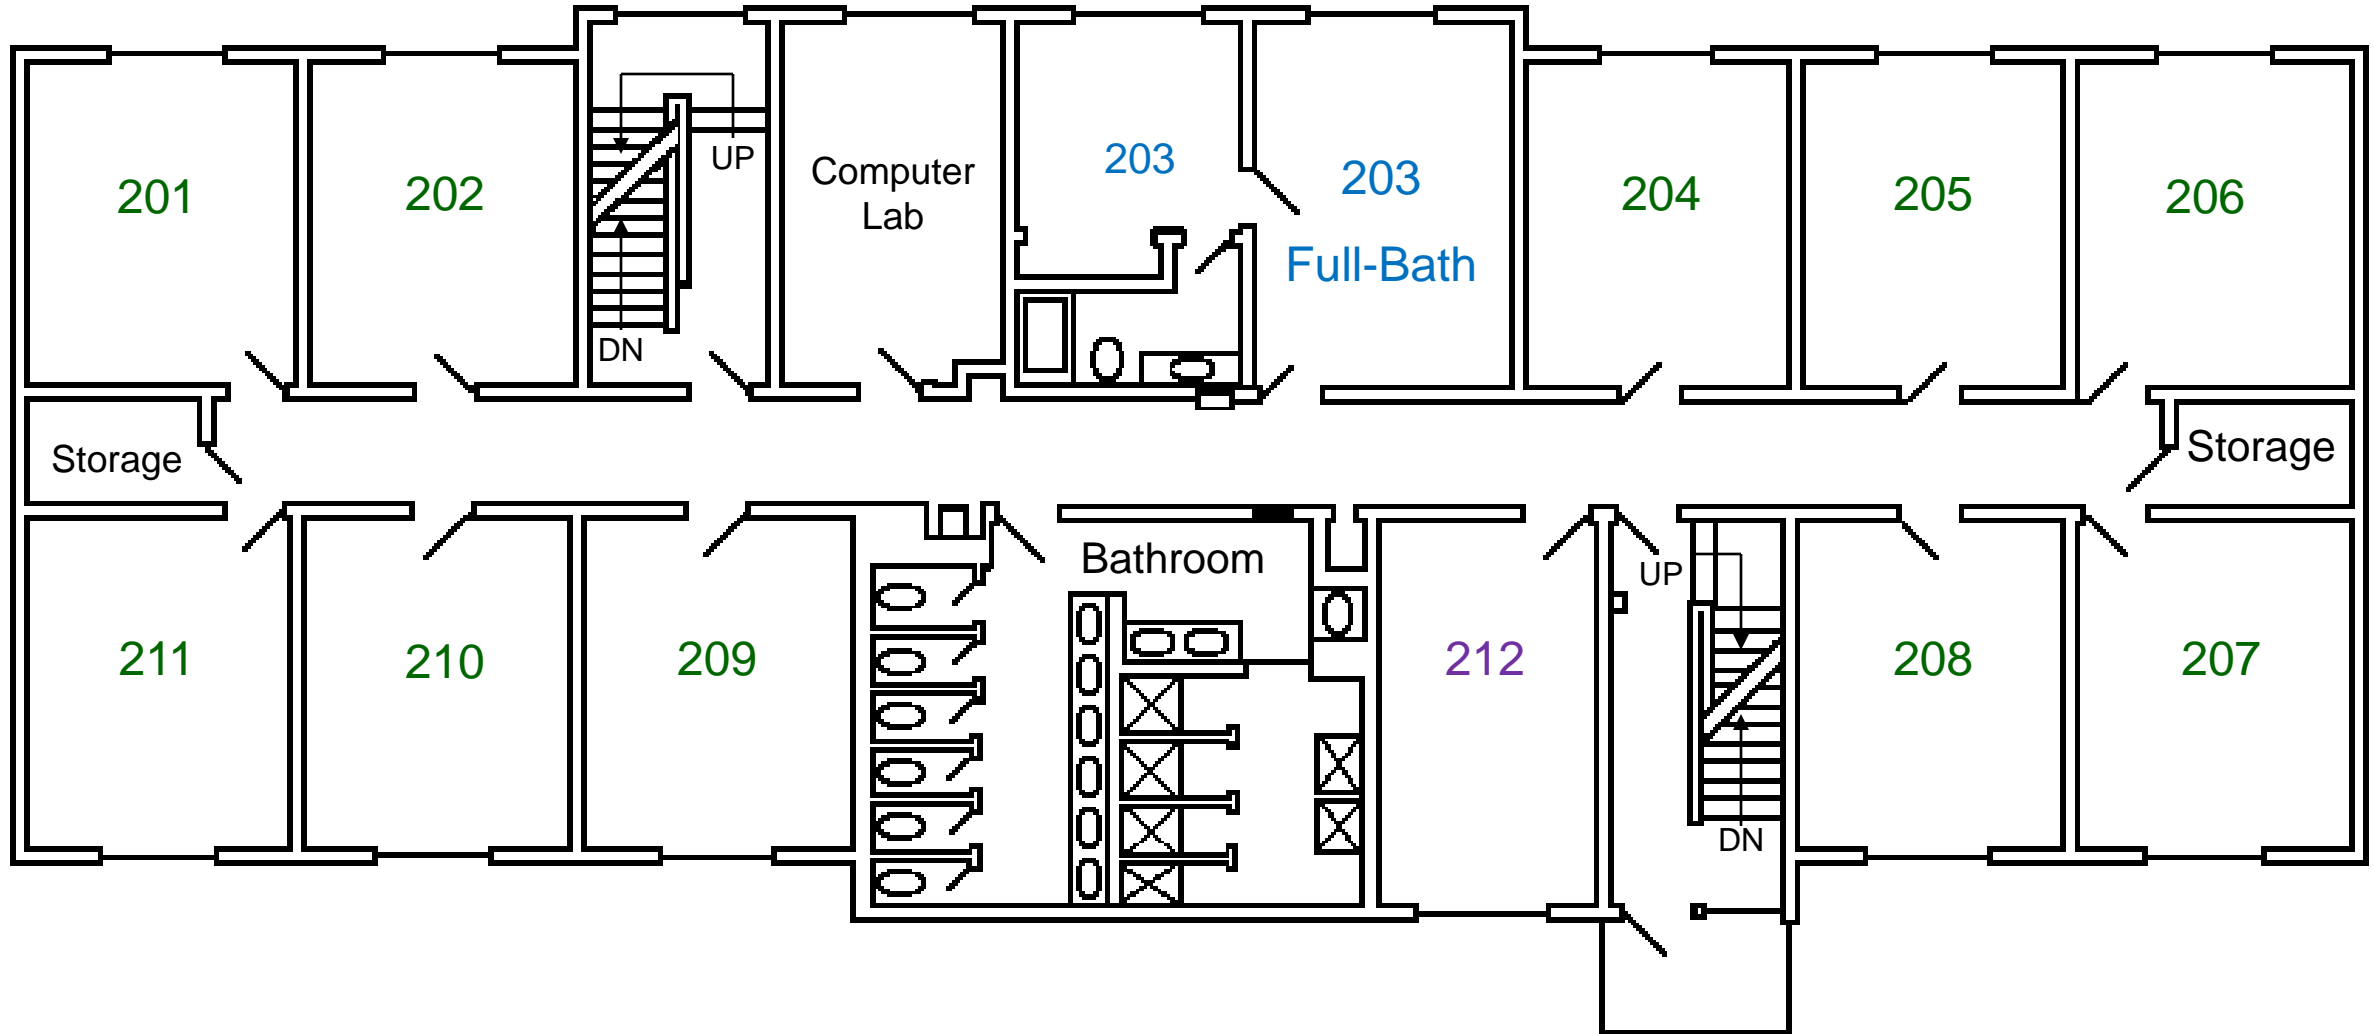 201
202
UP
DN
Computer
Lab
203
203
Full-Bath
204
205
206
Storage
Storage
211
210
209
Bathroom
212
UP
DN
208
207